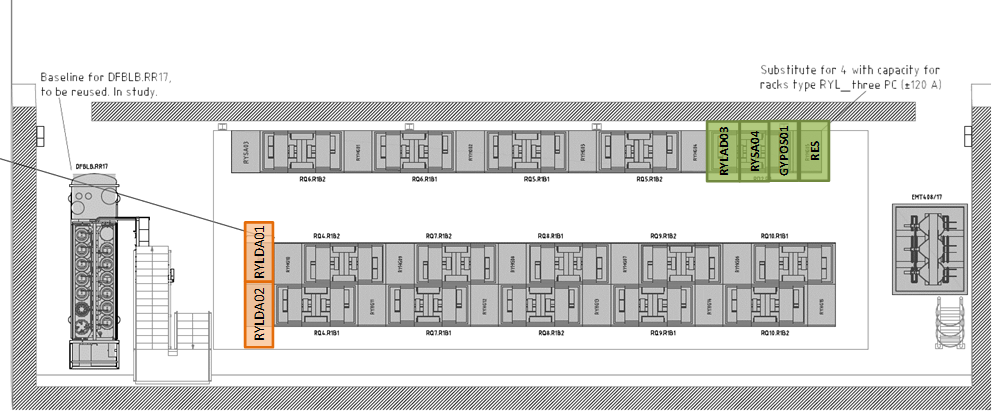 Baseline for DFBLB.RR17,
to be reused. In study.
Substitute for 4 with capacity for
racks type RYL__three PC (±120 A)
DFBLB.RR17
RYSA03
RYLAD03
RYSA04
GYPOS01
RES
RQ6.R1B2
RQ6.R1B1
RQ5.R1B1
RQ5.R1B2
EMT408/17
RYLDA01
RQ4.R1B2
RQ7.R1B2
RQ8.R1B1
RQ9.R1B2
RQ10.R1B1
RYLDA02
RQ4.R1B1
RQ7.R1B1
RQ8.R1B2
RQ9.R1B1
RQ10.R1B2